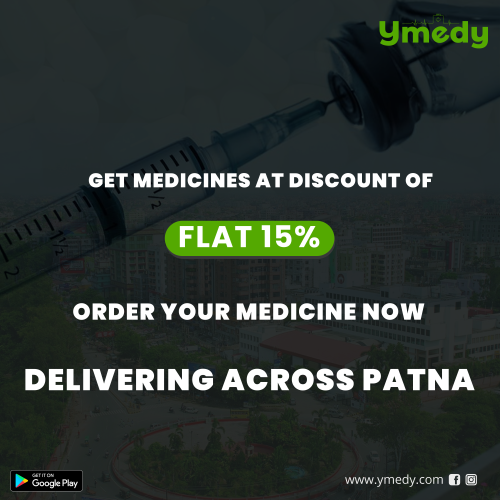 Ymedy
GET MEDICINES AT DISCOUNT OF
FLAT 15%
ORDER YOUR MEDICINE NOW
DELIVERING ACROSS PATNA
GET IT ON
Google Play
www.ymedy.com